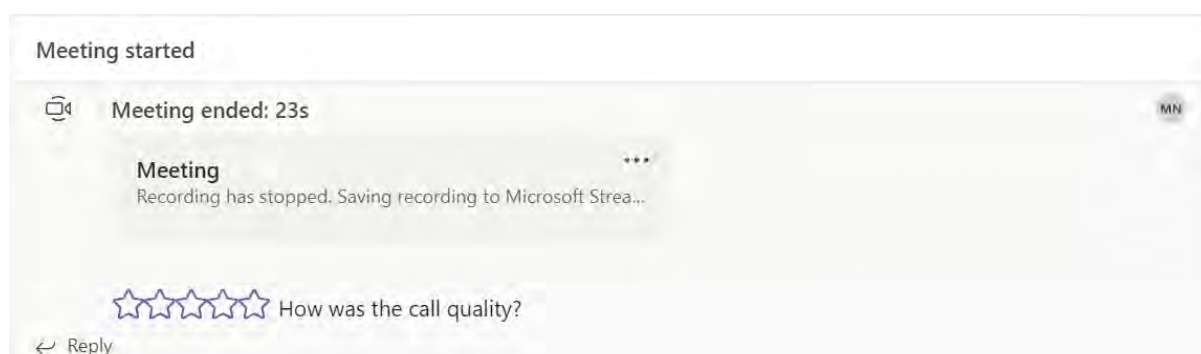 Meeting started
Meeting ended: 23s
MN
Meeting
Recording has stopped. Saving recording to Microsoft Strea...
How was the call quality?
Reply